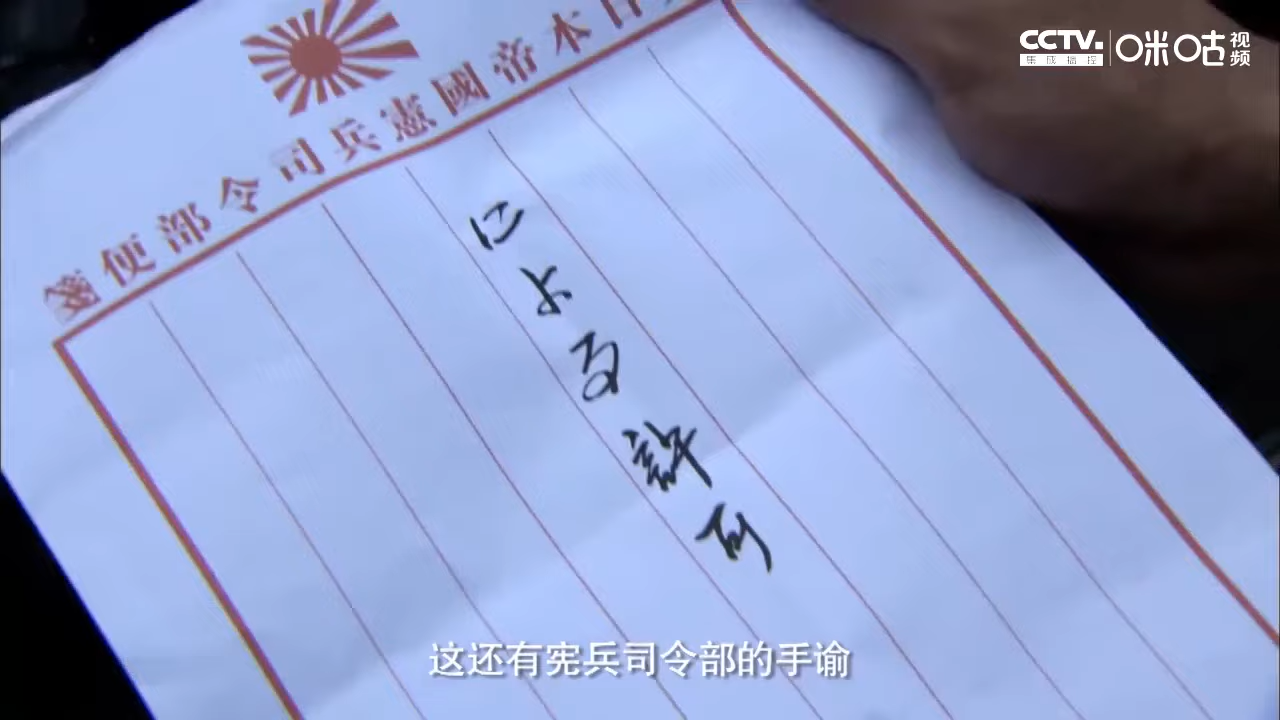 CCTV.
集成播控
咪咕视频
日本帝國憲兵司令部便箋
による許可
这还有宪兵司令部的手谕